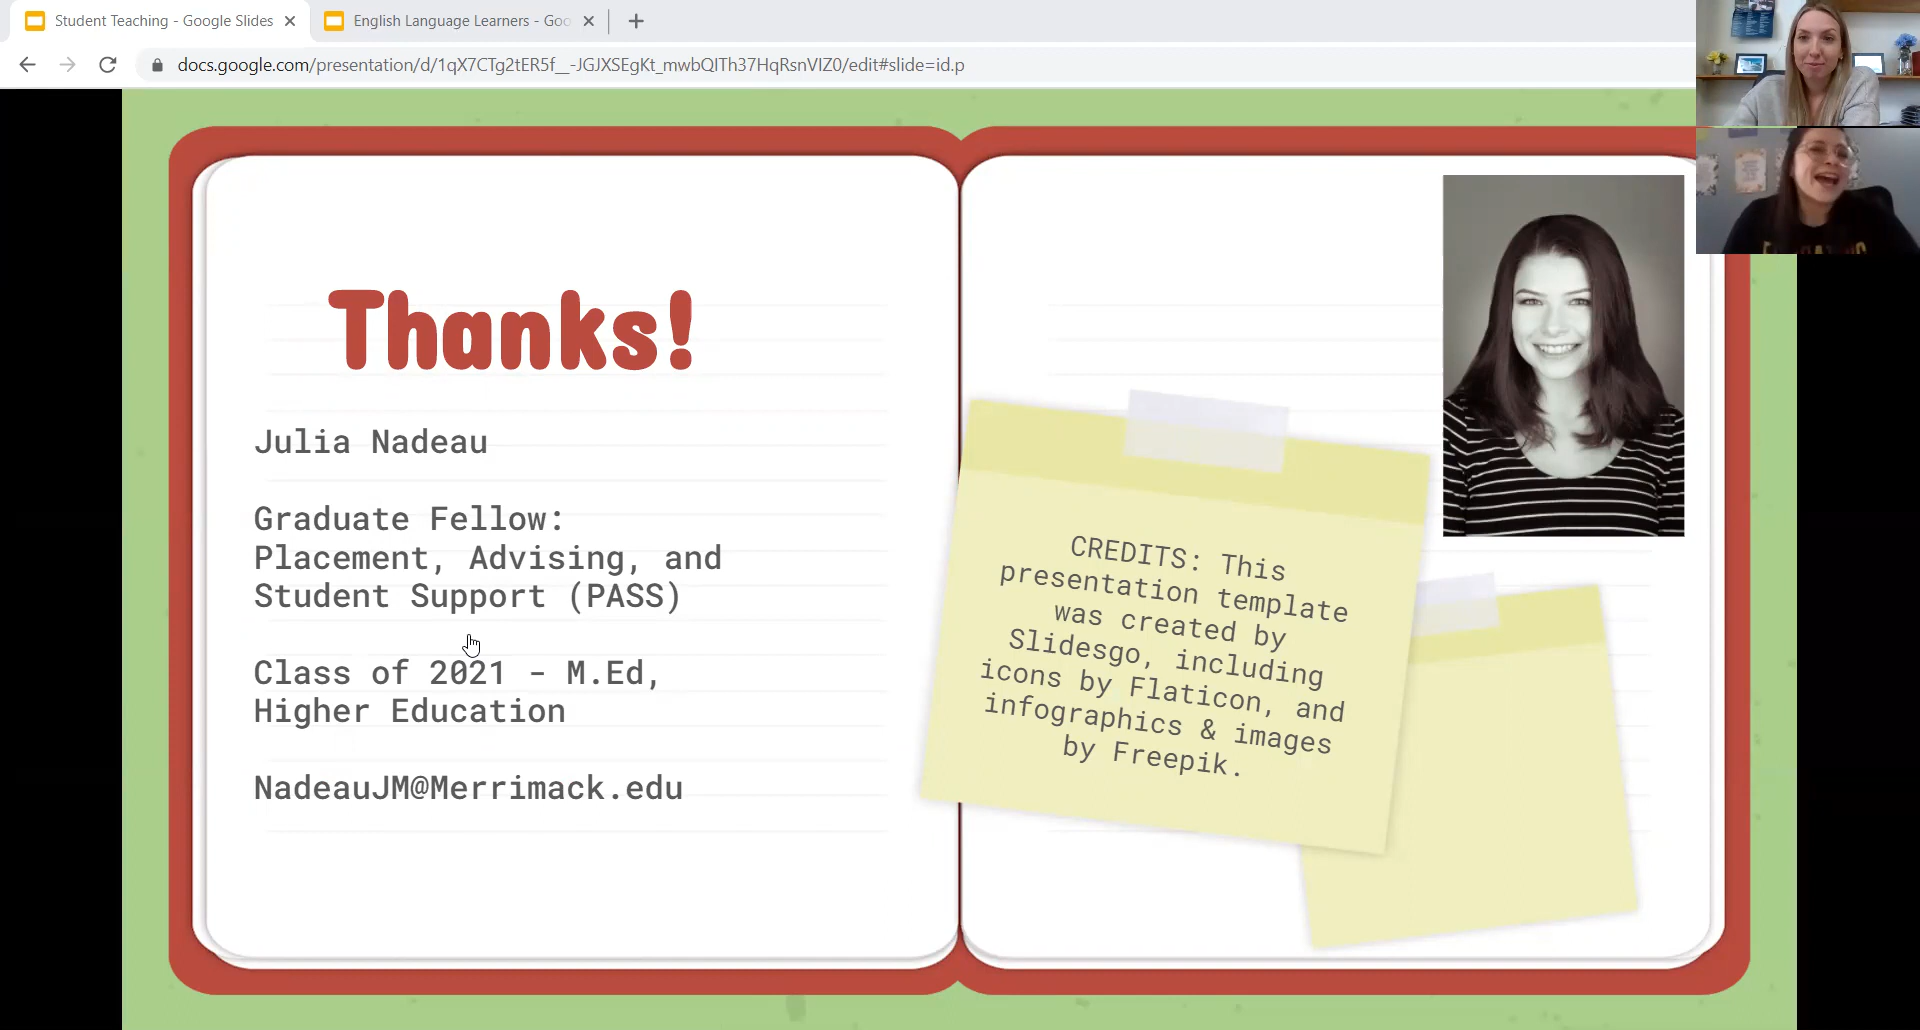 Student Teaching - Google Slides
English Language Learners - Goo
docs.google.com/presentation/d/1qX7CTg2tER5f__-JGJXSEgKt_mwbQITh37HqRsnVIZ0/edit#slide=id.p
Thanks!
Julia Nadeau
Graduate Fellow:
Placement, Advising, and
Student Support (PASS)
Class of 2021 - M.Ed,
Higher Education
NadeauJM@Merrimack.edu
CREDITS: This
presentation template
was created by
Slidesgo, including
icons by Flaticon, and
infographics & images
by Freepik.